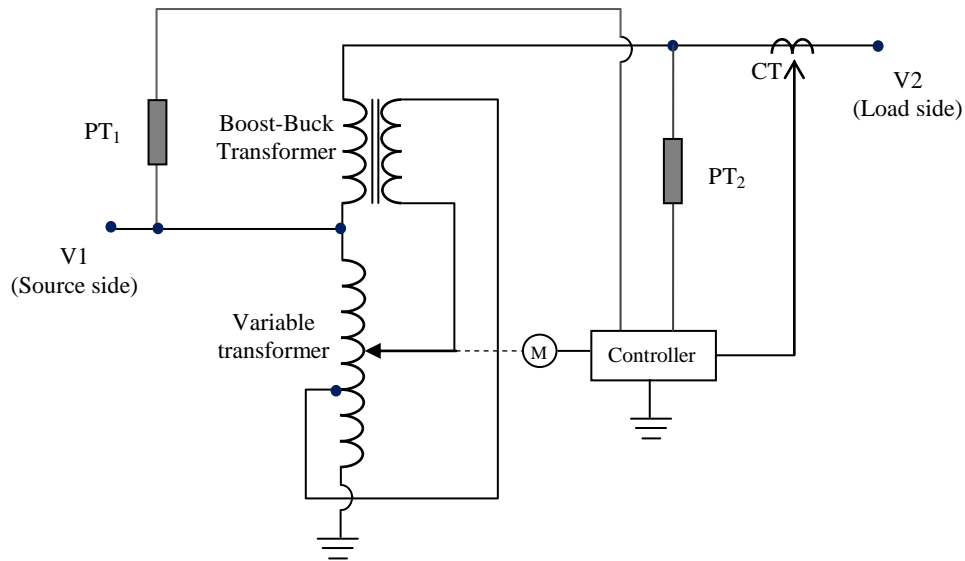 CT
V2
(Load side)
PT₁
Boost-Buck
Transformer
PT₂
V1
(Source side)
Variable
transformer
M
Controller